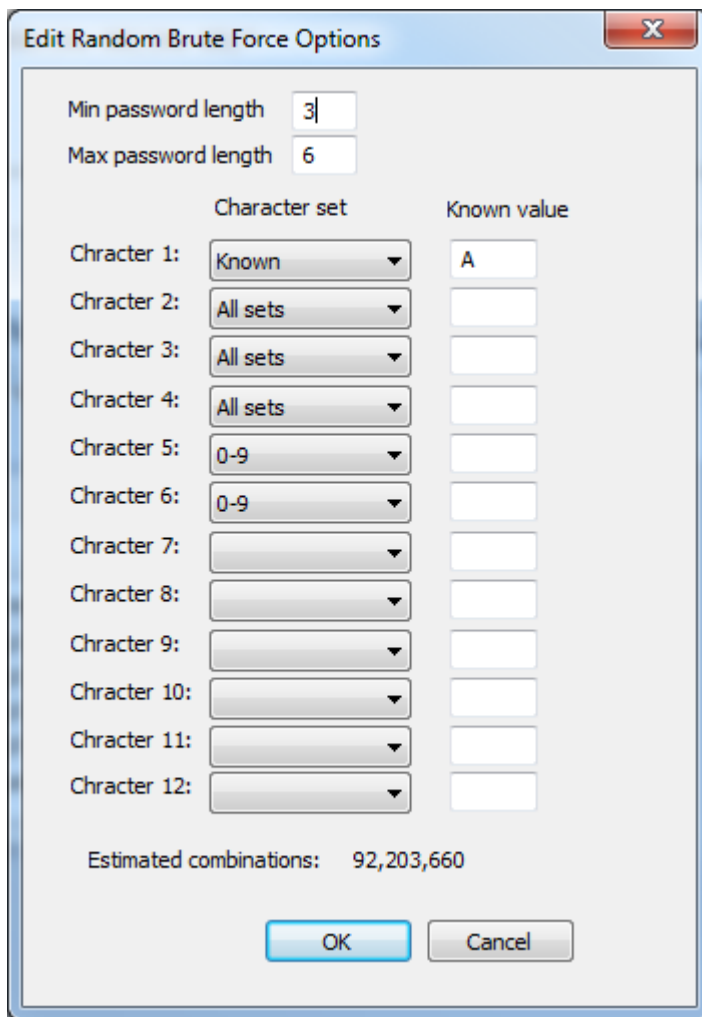 Edit Random Brute Force Options
Min password length 3
Max password length 6
Character set Known value
Chracter 1: Known A
Chracter 2: All sets
Chracter 3: All sets
Chracter 4: All sets
Chracter 5: 0-9
Chracter 6: 0-9
Chracter 7:
Chracter 8:
Chracter 9:
Chracter 10:
Chracter 11:
Chracter 12:
Estimated combinations: 92,203,660
OK Cancel